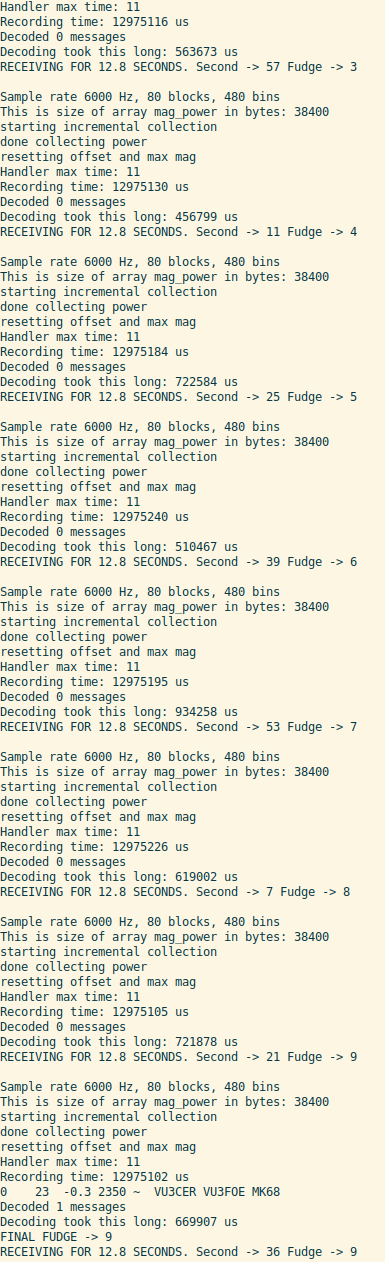 Handler max time: 11
Recording time: 12975116 us
Decoded 0 messages
Decoding took this long: 563673 us
RECEIVING FOR 12.8 SECONDS. Second -> 57 Fudge -> 3
Sample rate 6000 Hz, 80 blocks, 480 bins
This is size of array mag_power in bytes: 38400
starting incremental collection
done collecting power
resetting offset and max mag
Handler max time: 11
Recording time: 12975130 us
Decoded 0 messages
Decoding took this long: 456799 us
RECEIVING FOR 12.8 SECONDS. Second -> 11 Fudge -> 4
Sample rate 6000 Hz, 80 blocks, 480 bins
This is size of array mag_power in bytes: 38400
starting incremental collection
done collecting power
resetting offset and max mag
Handler max time: 11
Recording time: 12975184 us
Decoded 0 messages
Decoding took this long: 722584 us
RECEIVING FOR 12.8 SECONDS. Second -> 25 Fudge -> 5
Sample rate 6000 Hz, 80 blocks, 480 bins
This is size of array mag_power in bytes: 38400
starting incremental collection
done collecting power
resetting offset and max mag
Handler max time: 11
Recording time: 12975240 us
Decoded 0 messages
Decoding took this long: 510467 us
RECEIVING FOR 12.8 SECONDS. Second -> 39 Fudge -> 6
Sample rate 6000 Hz, 80 blocks, 480 bins
This is size of array mag_power in bytes: 38400
starting incremental collection
done collecting power
resetting offset and max mag
Handler max time: 11
Recording time: 12975195 us
Decoded 0 messages
Decoding took this long: 934258 us
RECEIVING FOR 12.8 SECONDS. Second -> 53 Fudge -> 7
Sample rate 6000 Hz, 80 blocks, 480 bins
This is size of array mag_power in bytes: 38400
starting incremental collection
done collecting power
resetting offset and max mag
Handler max time: 11
Recording time: 12975226 us
Decoded 0 messages
Decoding took this long: 619002 us
RECEIVING FOR 12.8 SECONDS. Second -> 7 Fudge -> 8
Sample rate 6000 Hz, 80 blocks, 480 bins
This is size of array mag_power in bytes: 38400
starting incremental collection
done collecting power
resetting offset and max mag
Handler max time: 11
Recording time: 12975105 us
Decoded 0 messages
Decoding took this long: 721878 us
RECEIVING FOR 12.8 SECONDS. Second -> 21 Fudge -> 9
Sample rate 6000 Hz, 80 blocks, 480 bins
This is size of array mag_power in bytes: 38400
starting incremental collection
done collecting power
resetting offset and max mag
Handler max time: 11
Recording time: 12975102 us
0    23  -0.3 2350 ~  VU3CER VU3FOE MK68
Decoded 1 messages
Decoding took this long: 669907 us
FINAL FUDGE -> 9
RECEIVING FOR 12.8 SECONDS. Second -> 36 Fudge -> 9